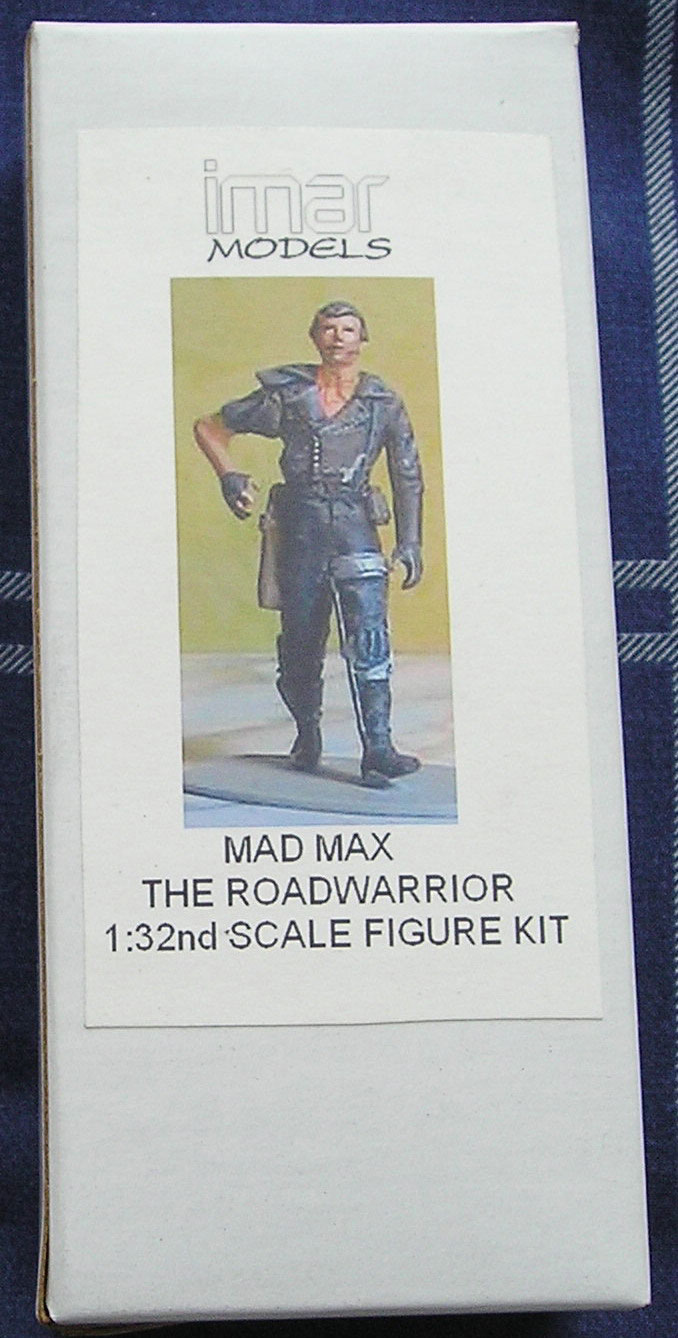 imar
MODELS
MAD MAX
THE ROADWARRIOR
1:32nd SCALE FIGURE KIT